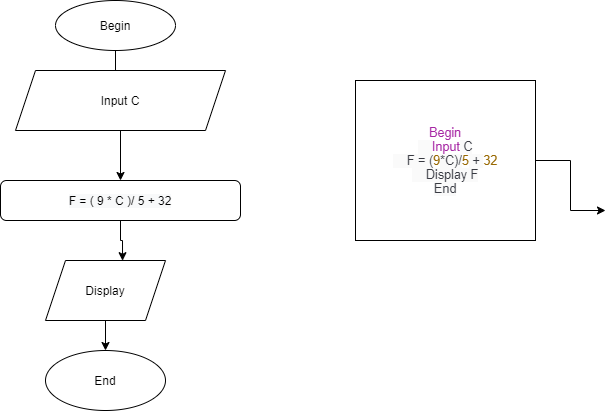 Begin
Input C
F = ( 9 * C )/ 5 + 32
Display
End
Begin
Input C
F = (9*C)/5 + 32
Display F
End